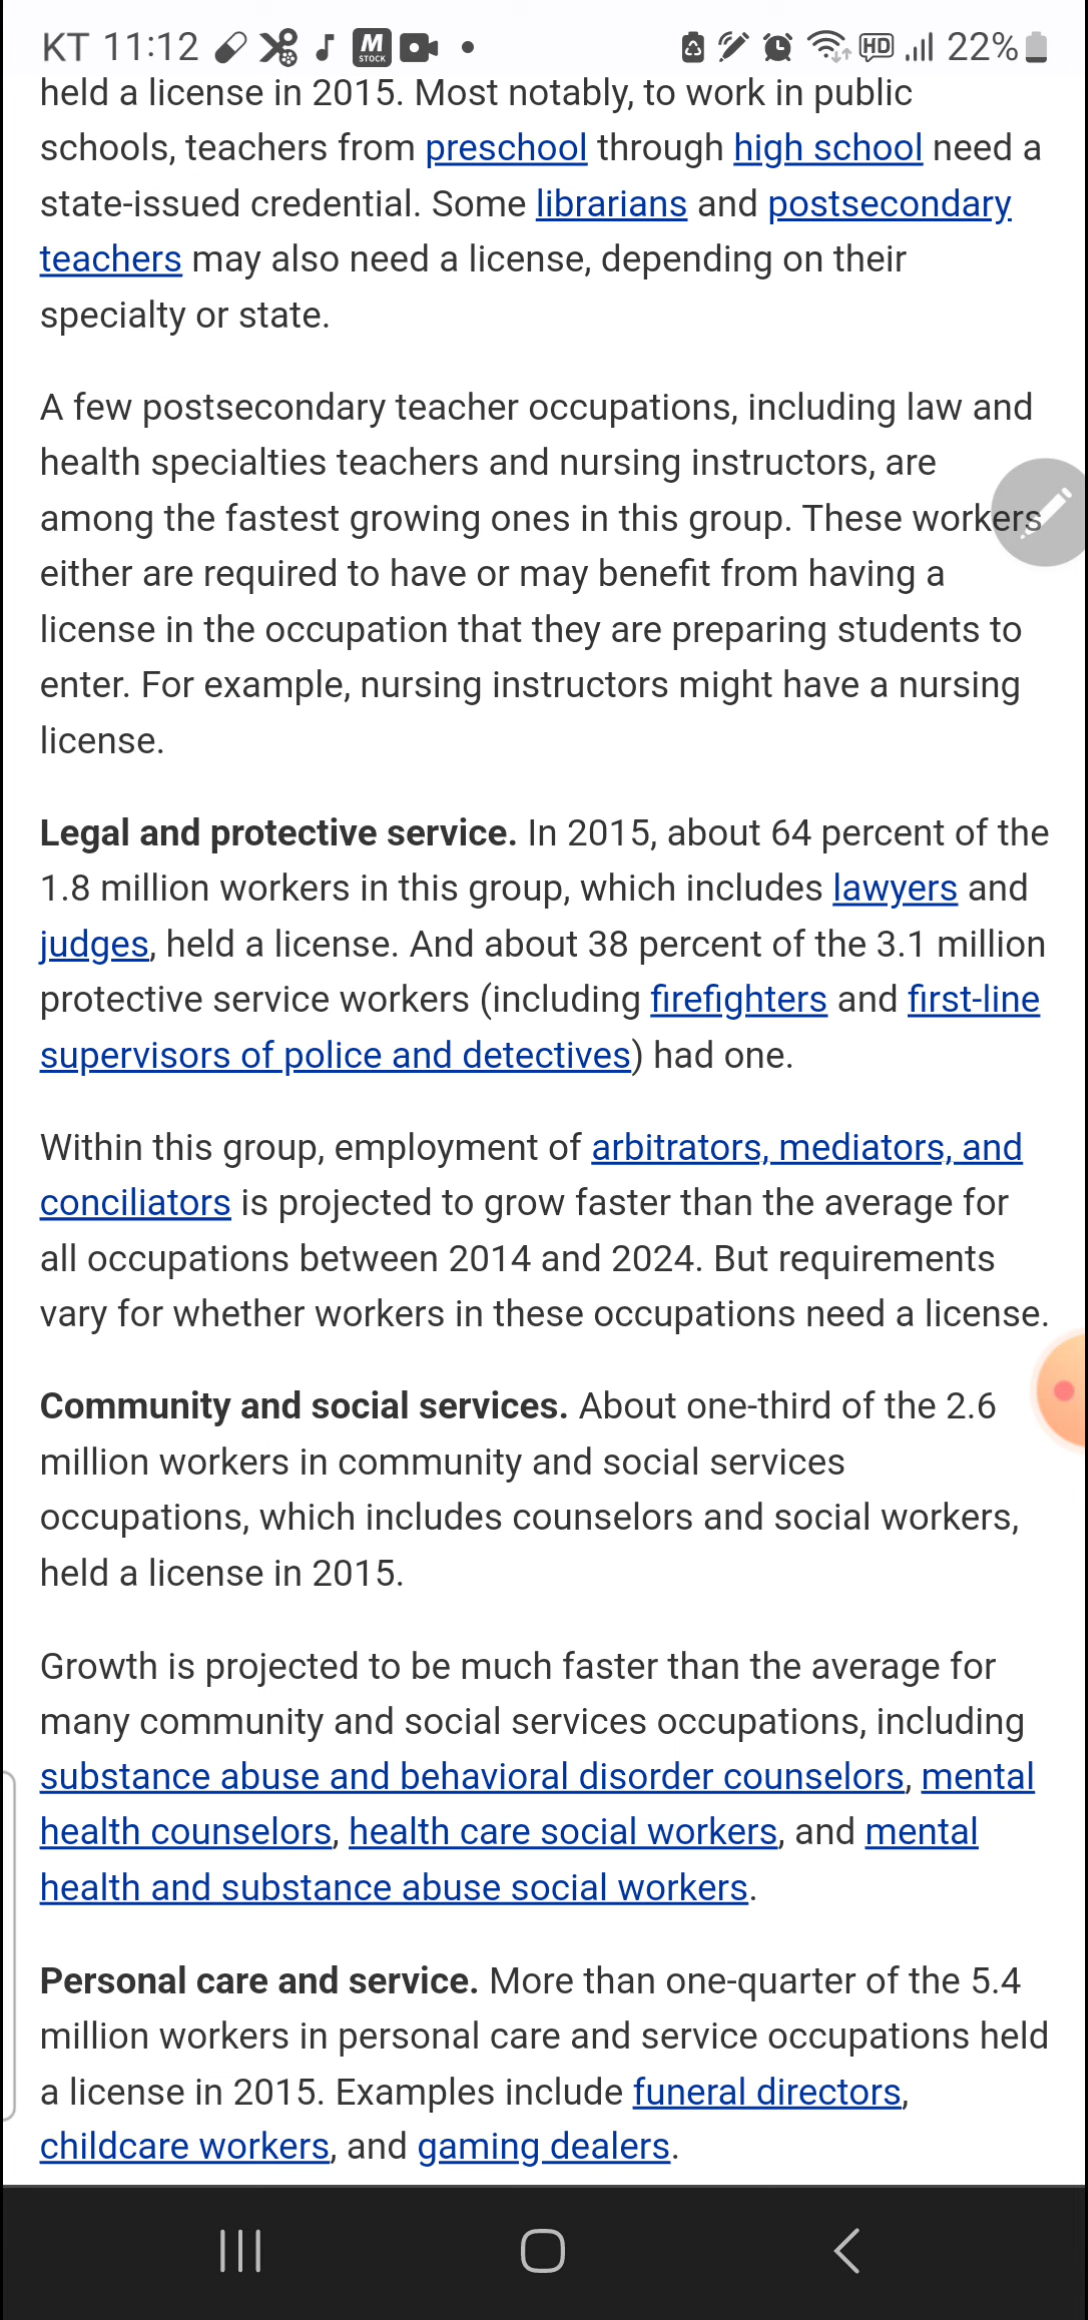 KT 11:12 M STOCK HD 22%
held a license in 2015. Most notably, to work in public
schools, teachers from preschool through high school need a
state-issued credential. Some librarians and postsecondary
teachers may also need a license, depending on their
specialty or state.
A few postsecondary teacher occupations, including law and
health specialties teachers and nursing instructors, are
among the fastest growing ones in this group. These workers
either are required to have or may benefit from having a
license in the occupation that they are preparing students to
enter. For example, nursing instructors might have a nursing
license.
Legal and protective service. In 2015, about 64 percent of the
1.8 million workers in this group, which includes lawyers and
judges, held a license. And about 38 percent of the 3.1 million
protective service workers (including firefighters and first-line
supervisors of police and detectives) had one.
Within this group, employment of arbitrators, mediators, and
conciliators is projected to grow faster than the average for
all occupations between 2014 and 2024. But requirements
vary for whether workers in these occupations need a license.
Community and social services. About one-third of the 2.6
million workers in community and social services
occupations, which includes counselors and social workers,
held a license in 2015.
Growth is projected to be much faster than the average for
many community and social services occupations, including
substance abuse and behavioral disorder counselors, mental
health counselors, health care social workers, and mental
health and substance abuse social workers.
Personal care and service. More than one-quarter of the 5.4
million workers in personal care and service occupations held
a license in 2015. Examples include funeral directors,
childcare workers, and gaming dealers.